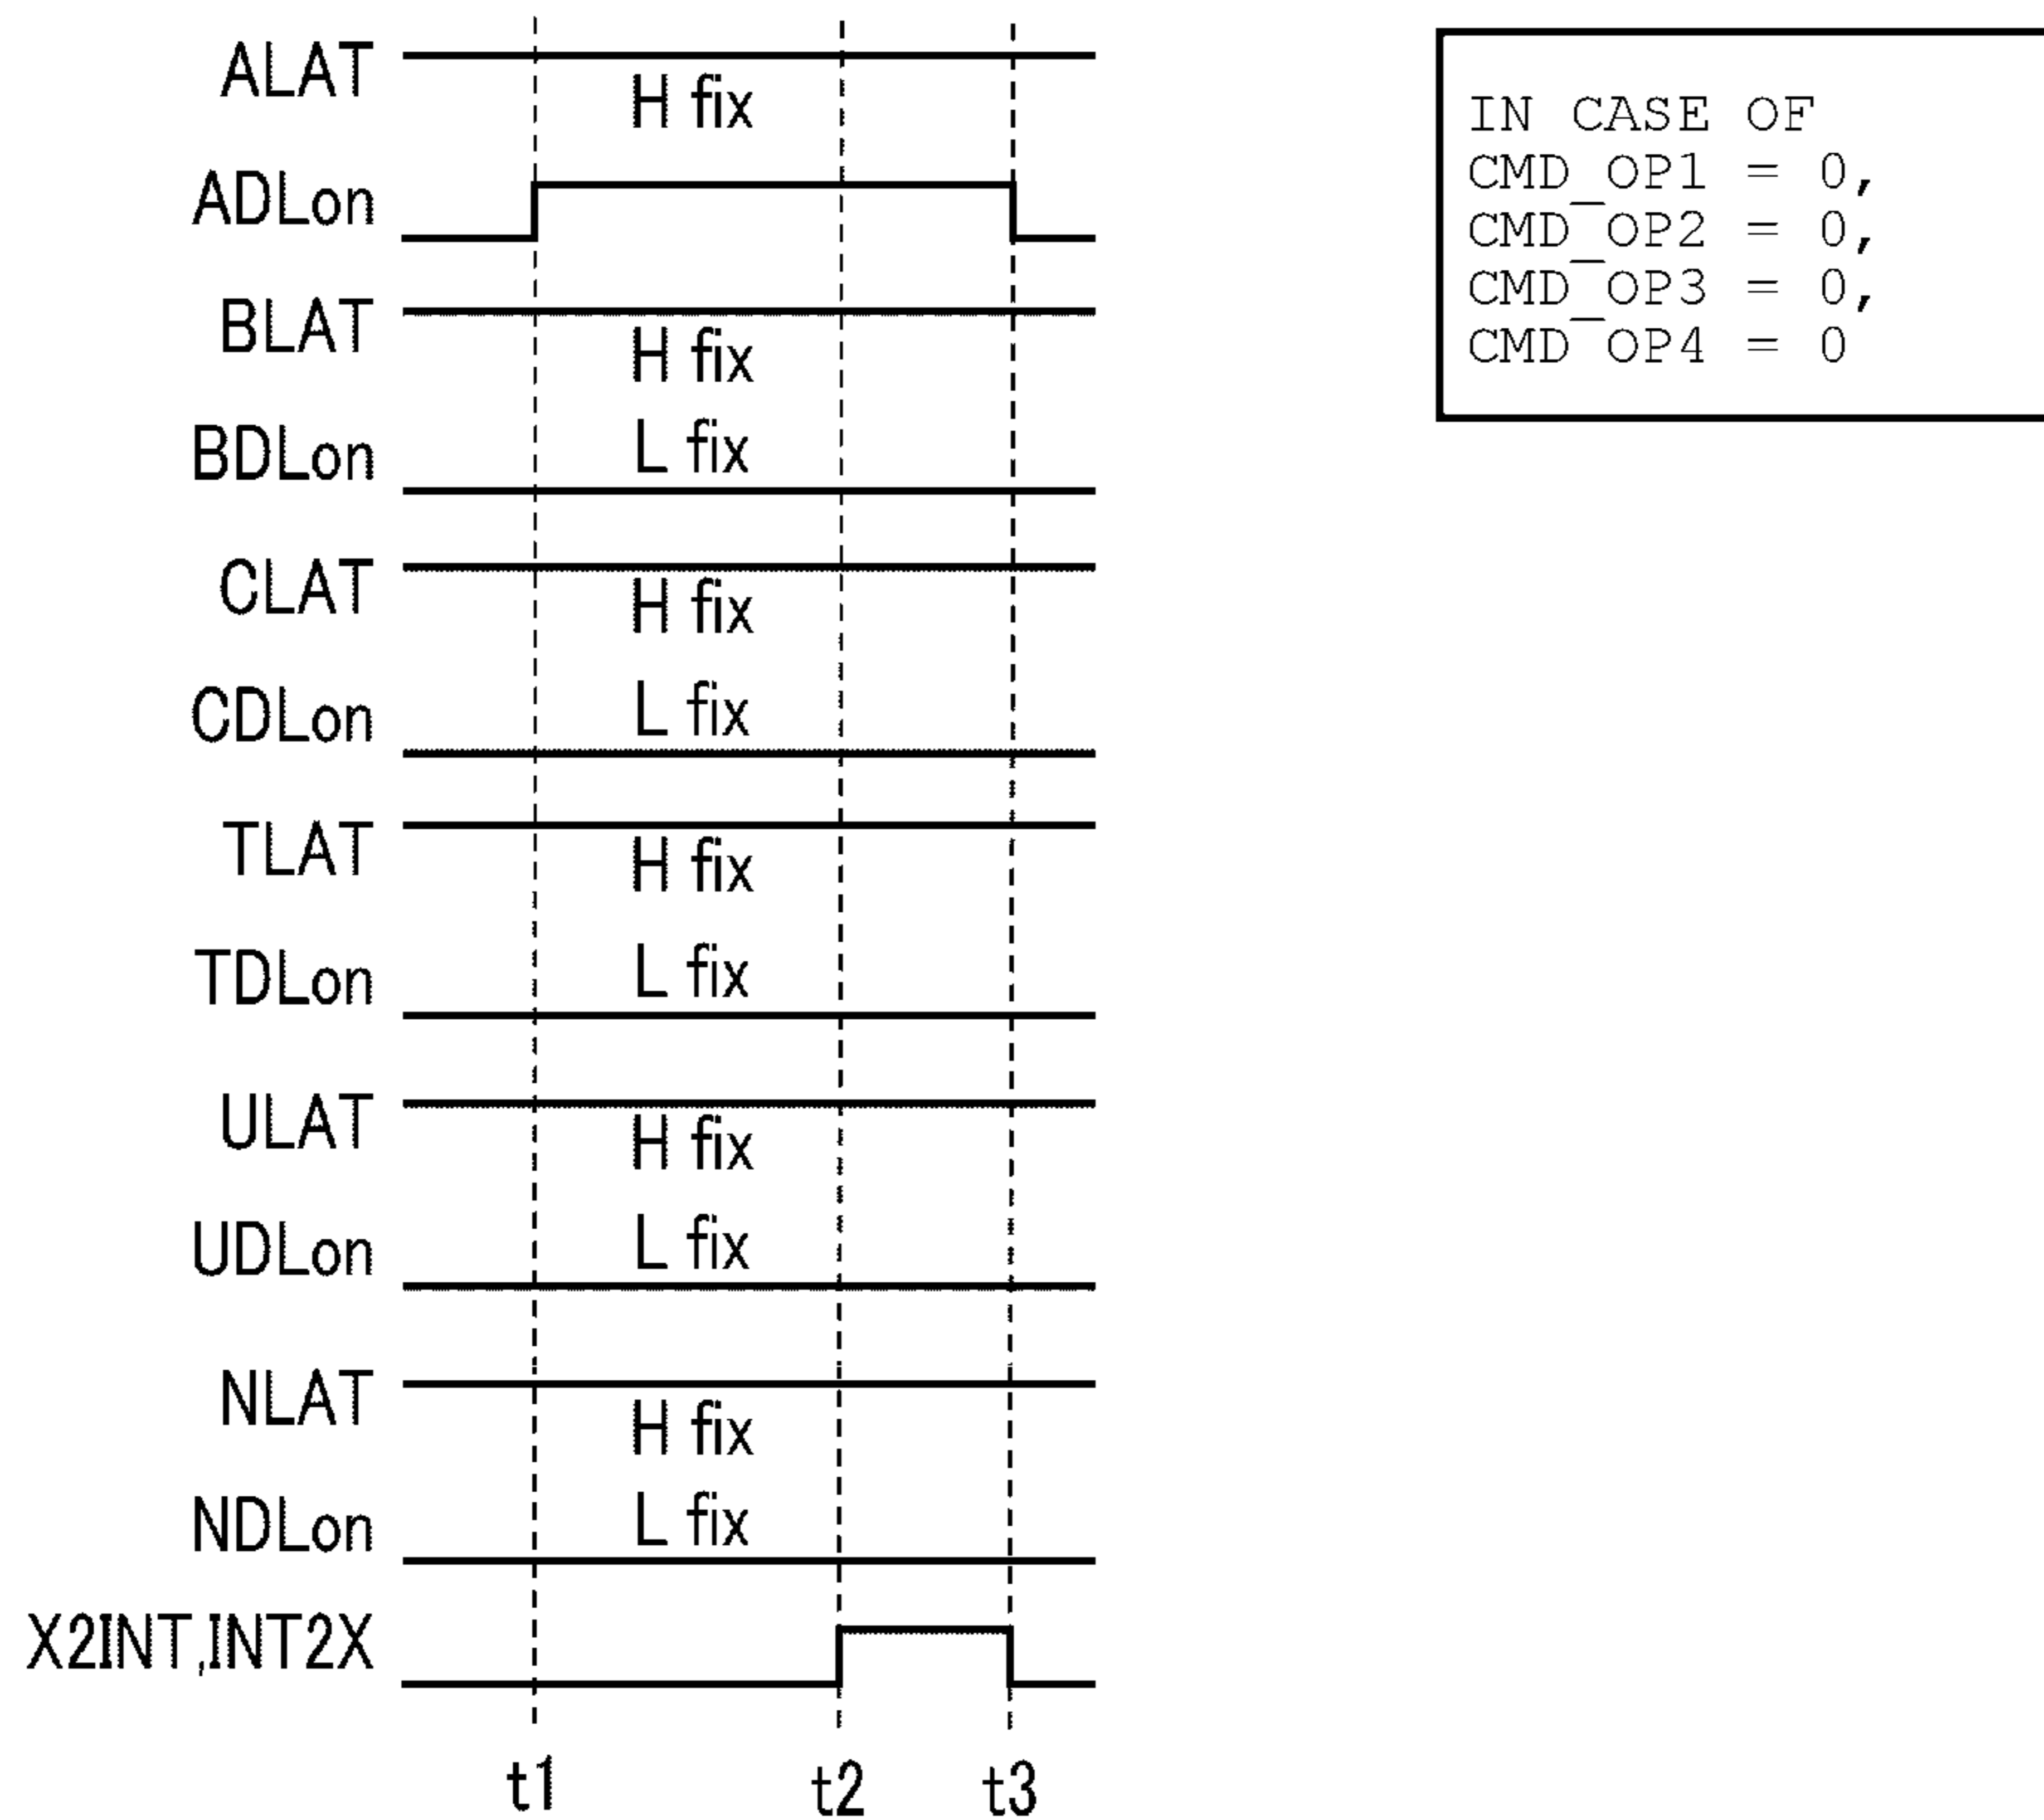 ALAT
H fix
ADLon
BLAT
H fix
BDLon
L fix
CLAT
H fix
CDLon
L fix
TLAT
H fix
TDLon
L fix
ULAT
H fix
UDLon
L fix
NLAT
H fix
NDLon
L fix
X2INT,INT2X
t1 t2 t3
IN CASE OF
CMD_OP1 = 0,
CMD_OP2 = 0,
CMD_OP3 = 0,
CMD_OP4 = 0